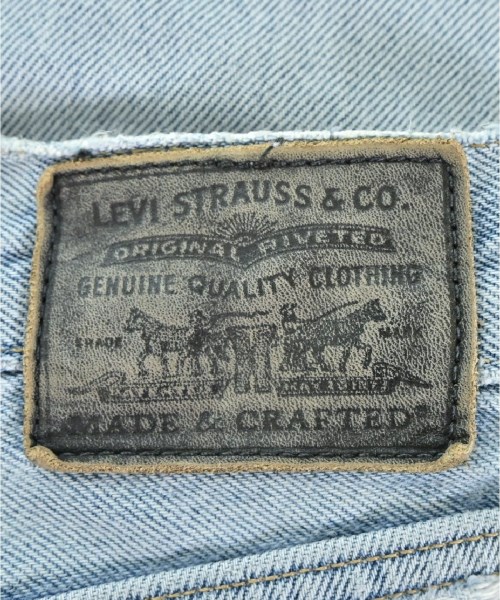 LEVI STRAUSS & CO.
ORIGINAL RIVETED
GENUINE QUALITY CLOTHING
TRADE MARK
MADE & CRAFTED®